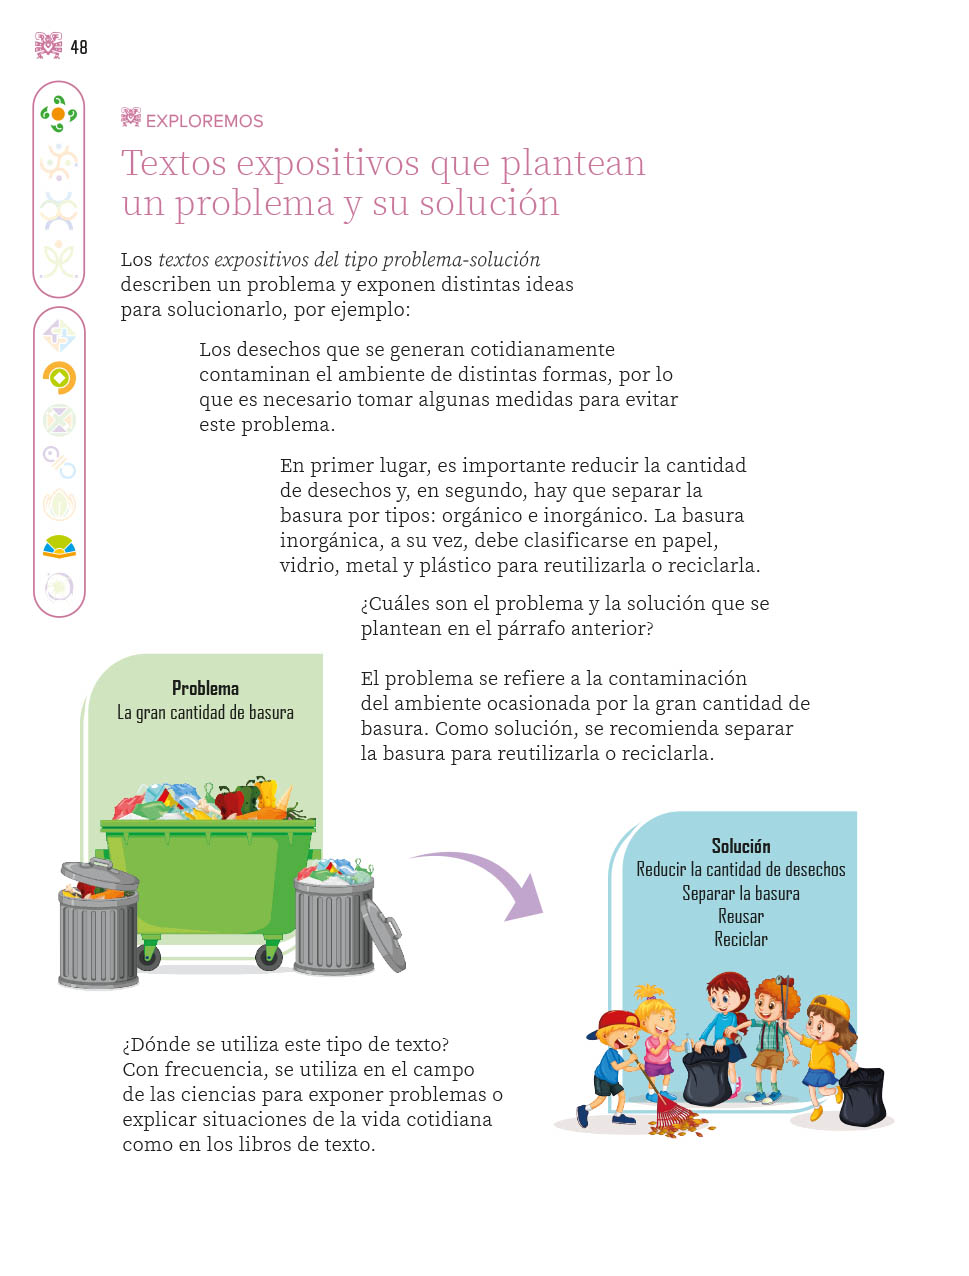 48
EXPLOREMOS
Textos expositivos que plantean
un problema y su solución
Los textos expositivos del tipo problema-solución
describen un problema y exponen distintas ideas
para solucionarlo, por ejemplo:
Los desechos que se generan cotidianamente
contaminan el ambiente de distintas formas, por lo
que es necesario tomar algunas medidas para evitar
este problema.
En primer lugar, es importante reducir la cantidad
de desechos y, en segundo, hay que separar la
basura por tipos: orgánico e inorgánico. La basura
inorgánica, a su vez, debe clasificarse en papel,
vidrio, metal y plástico para reutilizarla o reciclarla.
¿Cuáles son el problema y la solución que se
plantean en el párrafo anterior?
El problema se refiere a la contaminación
del ambiente ocasionada por la gran cantidad de
basura. Como solución, se recomienda separar
la basura para reutilizarla o reciclarla.
Problema
La gran cantidad de basura
Solución
Reducir la cantidad de desechos
Separar la basura
Reusar
Reciclar
¿Dónde se utiliza este tipo de texto?
Con frecuencia, se utiliza en el campo
de las ciencias para exponer problemas o
explicar situaciones de la vida cotidiana
como en los libros de texto.